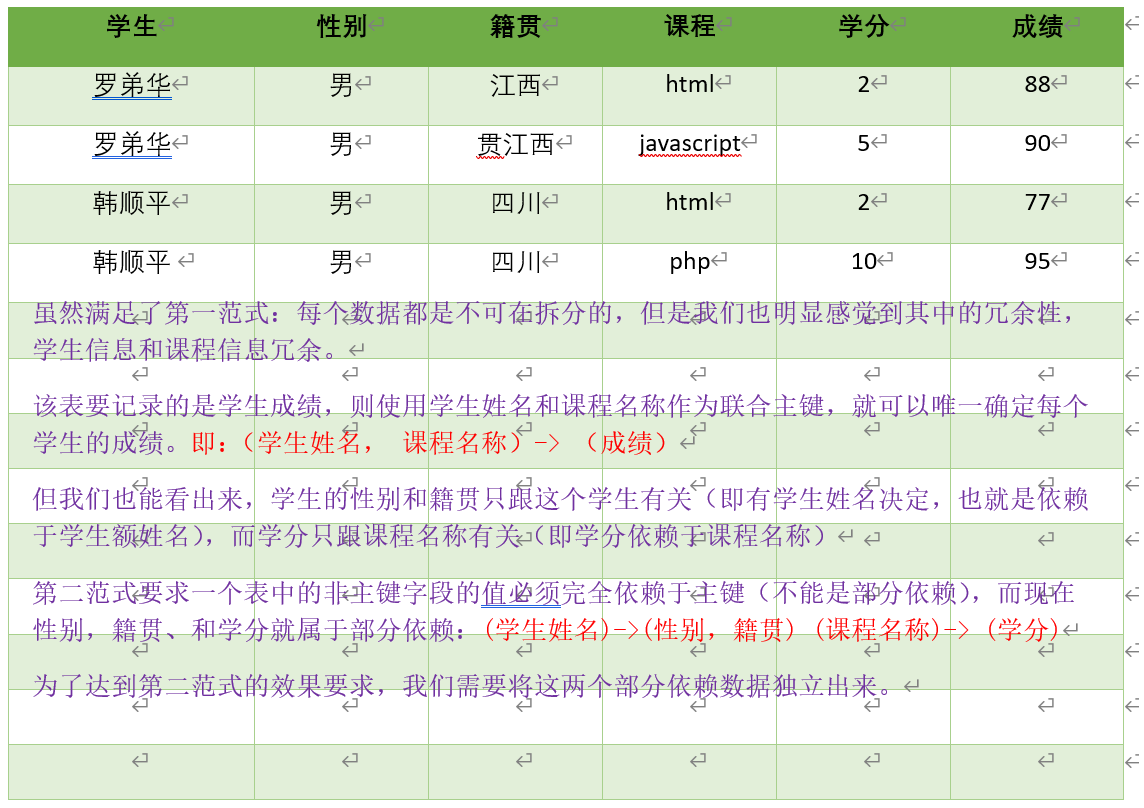 学生 性别 籍贯 课程 学分 成绩
罗弟华 男 江西 html 2 88
罗弟华 男 贯江西 javascript 5 90
韩顺平 男 四川 html 2 77
韩顺平 男 四川 php 10 95
虽然满足了第一范式：每个数据都是不可在拆分的，但是我们也明显感觉到其中的冗余性，
学生信息和课程信息冗余。
该表要记录的是学生成绩，则使用学生姓名和课程名称作为联合主键，就可以唯一确定每个
学生的成绩。即：（学生姓名， 课程名称）-> （成绩）
但我们也能看出来，学生的性别和籍贯只跟这个学生有关（即有学生姓名决定，也就是依赖
于学生额姓名），而学分只跟课程名称有关（即学分依赖于课程名称）
第二范式要求一个表中的非主键字段的值必须完全依赖于主键（不能是部分依赖），而现在
性别，籍贯、和学分就属于部分依赖：(学生姓名)->(性别，籍贯) (课程名称)-> (学分)
为了达到第二范式的效果要求，我们需要将这两个部分依赖数据独立出来。